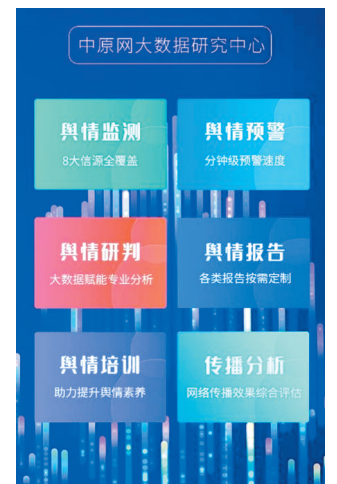 中原网大数据研究中心
舆情监测
8大信源全覆盖
舆情预警
分钟级预警速度
舆情研判
大数据赋能专业分析
舆情报告
各类报告按需定制
舆情培训
助力提升舆情素养
传播分析
网络传播效果综合评估